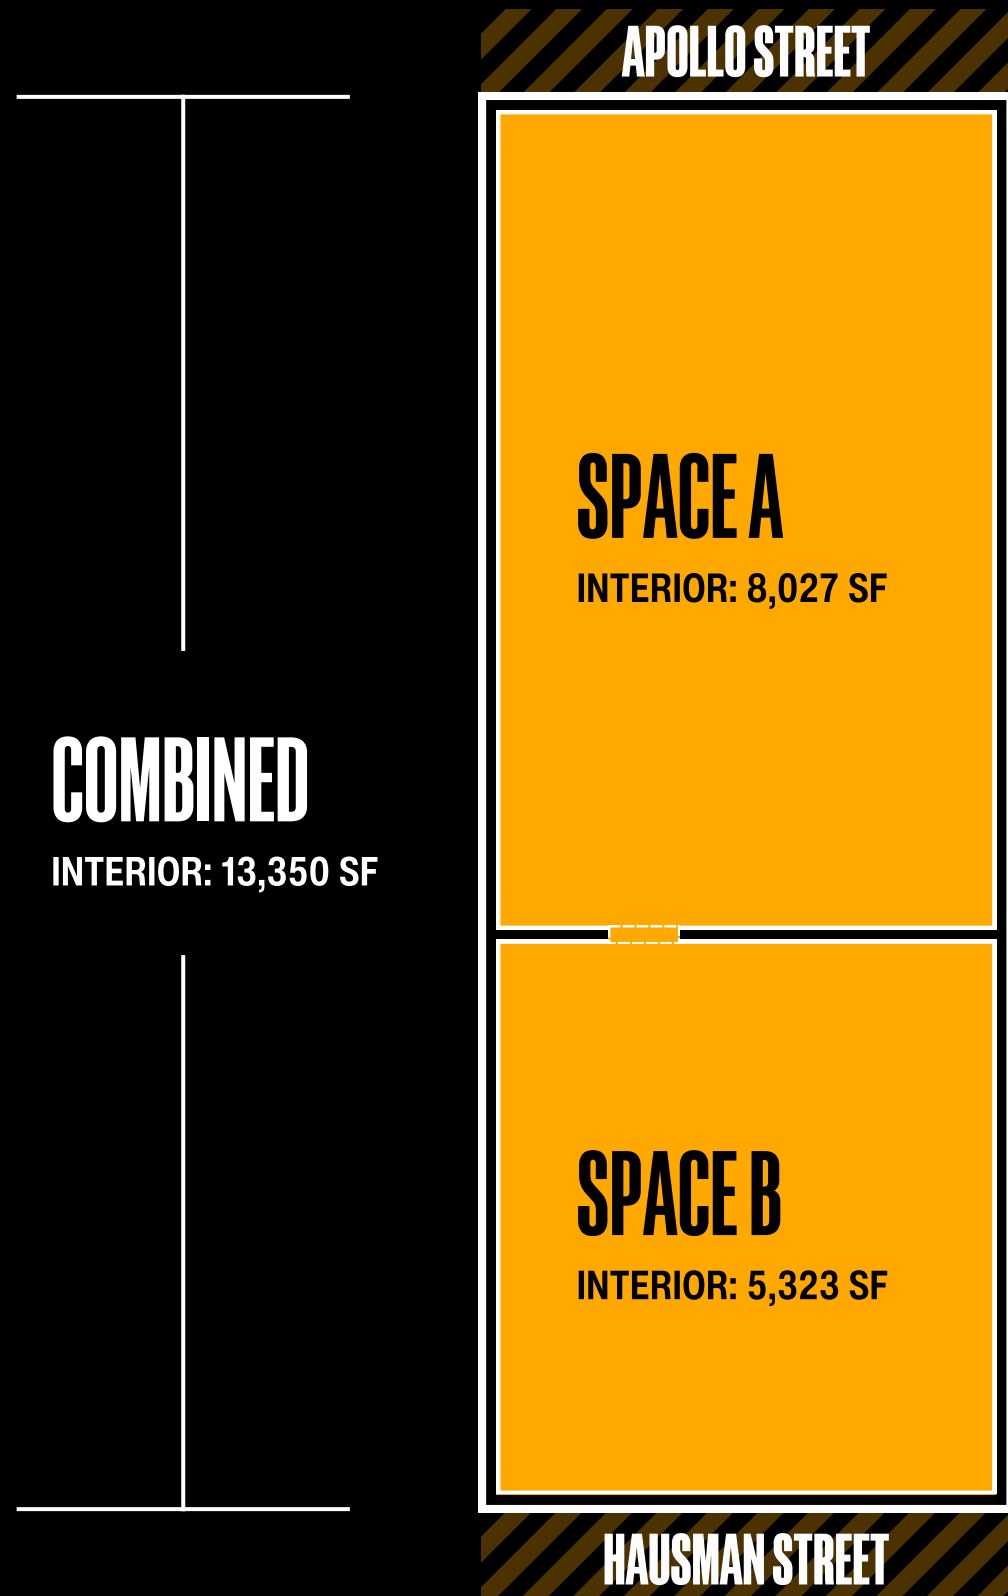 APOLLO STREET
SPACE A
INTERIOR: 8,027 SF
COMBINED
INTERIOR: 13,350 SF
SPACE B
INTERIOR: 5,323 SF
HAUSMAN STREET